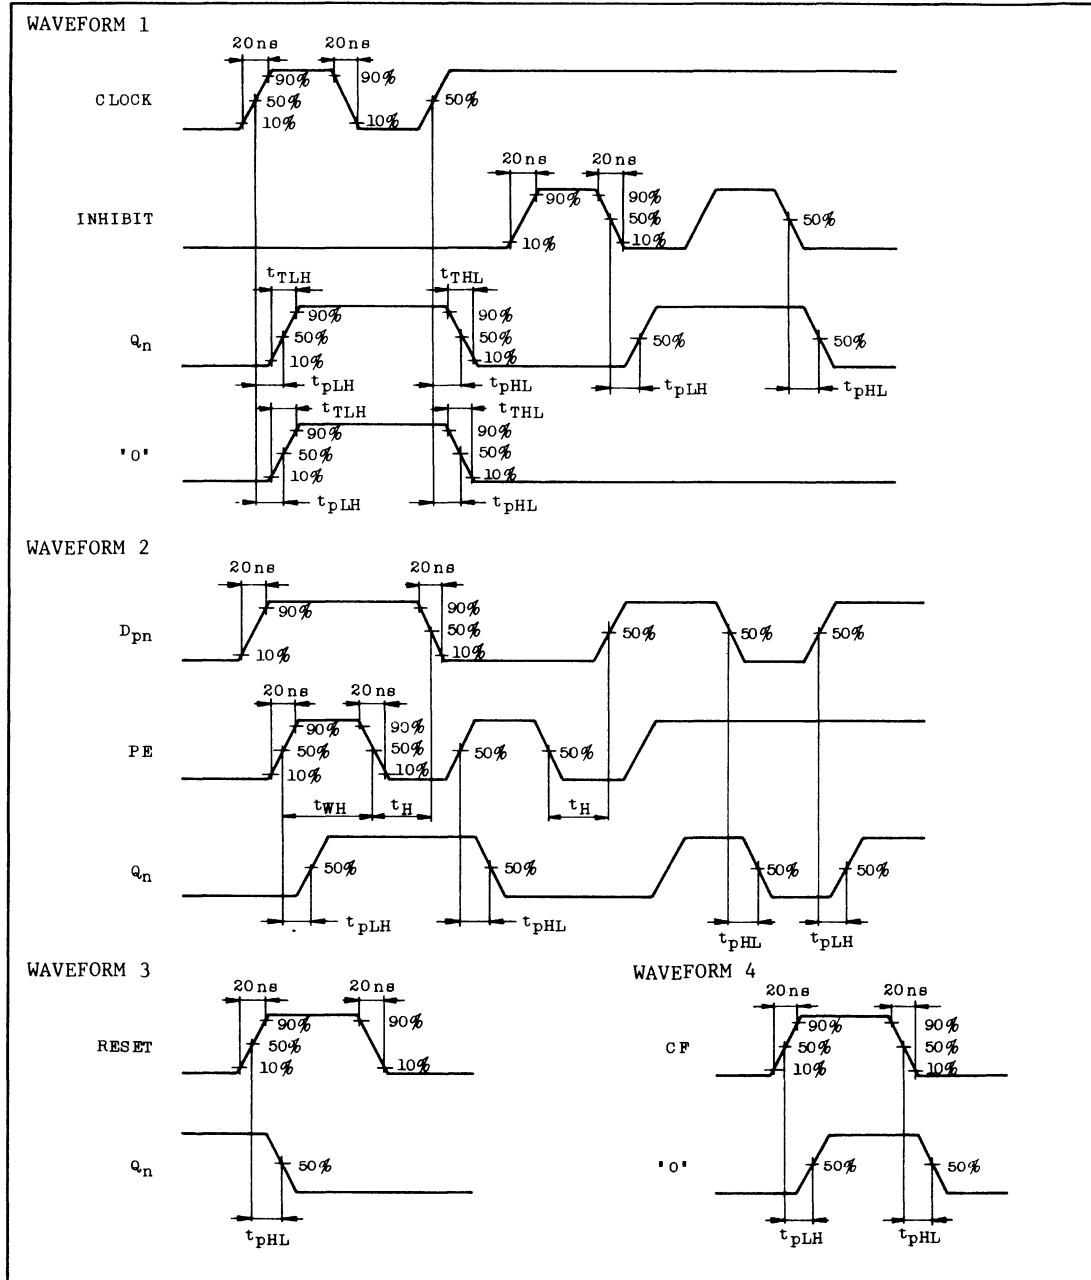 WAVEFORM 1
20ns 20ns
90% 90%
CLOCK 50% 50%
10% 10%
20ns 20ns
90% 90%
INHIBIT 50% 50%
10% 10%
tTLH tTHL
90% 90%
Qn 50% 50% 50% 50%
10% 10%
tpLH tpHL tpLH tpHL
tTLH tTHL
90% 90%
"0" 50% 50%
10% 10%
tpLH tpHL
WAVEFORM 2
20ns 20ns
90% 90%
Dpn 50% 50% 50% 50%
10% 10%
20ns 20ns
90% 90%
PE 50% 50% 50% 50%
10% 10%
tWH tH tH
Qn 50% 50% 50% 50%
tpLH tpHL tpHL tpLH
WAVEFORM 3
20ns 20ns
90% 90%
RESET 50%
10% 10%
Qn 50%
tpHL
WAVEFORM 4
20ns 20ns
90% 90%
CF 50% 50%
10% 10%
"0" 50% 50%
tpLH tpHL